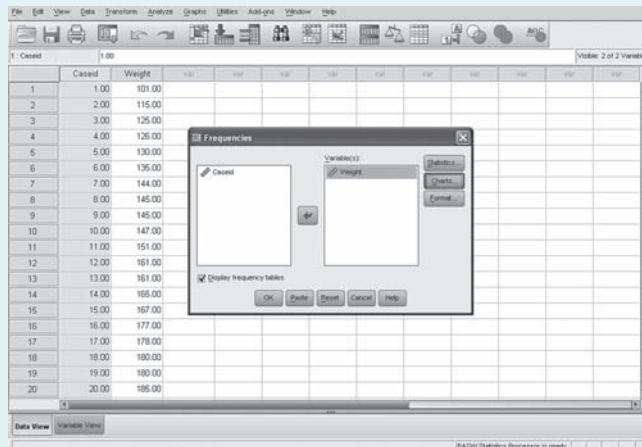 File Edit View Data Transform Analyze Graphs Utilities Add-ons Window Help
1 : Caseid 1.00 Visible: 2 of 2 Variable
Caseid Weight var var var var var var var var var var
1 1.00 101.00
2 2.00 115.00
3 3.00 125.00
4 4.00 126.00
5 5.00 130.00
6 6.00 135.00
7 7.00 144.00
8 8.00 145.00
9 9.00 145.00
10 10.00 147.00
11 11.00 151.00
12 12.00 161.00
13 13.00 161.00
14 14.00 165.00
15 15.00 167.00
16 16.00 177.00
17 17.00 178.00
18 18.00 180.00
19 19.00 180.00
20 20.00 185.00
Frequencies
Variable(s):
Caseid
Weight
Statistics...
Charts...
Format...
Display frequency tables
OK Paste Reset Cancel Help
Data View Variable View
PASW Statistics Processor is ready